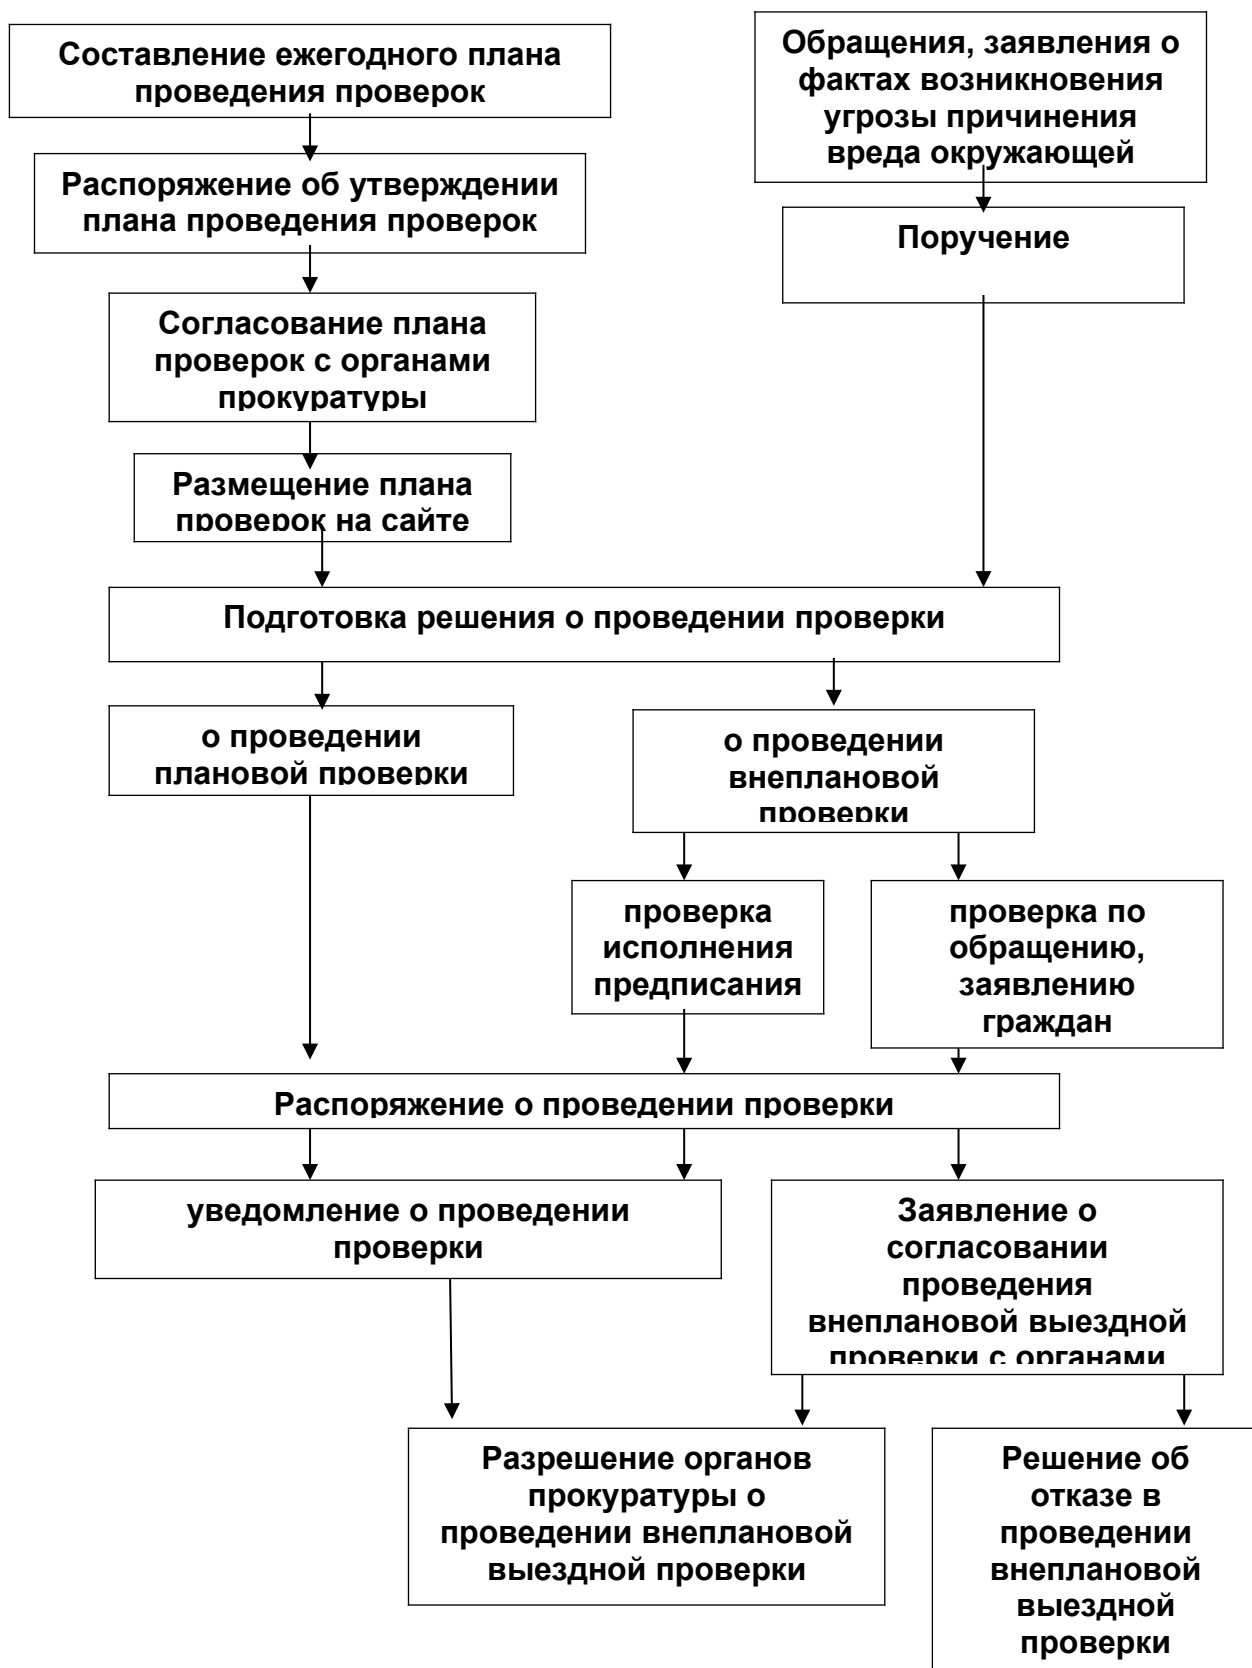 Составление ежегодного плана
проведения проверок
Обращения, заявления о
фактах возникновения
угрозы причинения
вреда окружающей
Распоряжение об утверждении
плана проведения проверок
Поручение
Согласование плана
проверок с органами
прокуратуры
Размещение плана
проверок на сайте
Подготовка решения о проведении проверки
о проведении
плановой проверки
о проведении
внеплановой
проверки
проверка
исполнения
предписания
проверка по
обращению,
заявлению
граждан
Распоряжение о проведении проверки
уведомление о проведении
проверки
Заявление о
согласовании
проведения
внеплановой выездной
проверки с органами
Разрешение органов
прокуратуры о
проведении внеплановой
выездной проверки
Решение об
отказе в
проведении
внеплановой
выездной
проверки